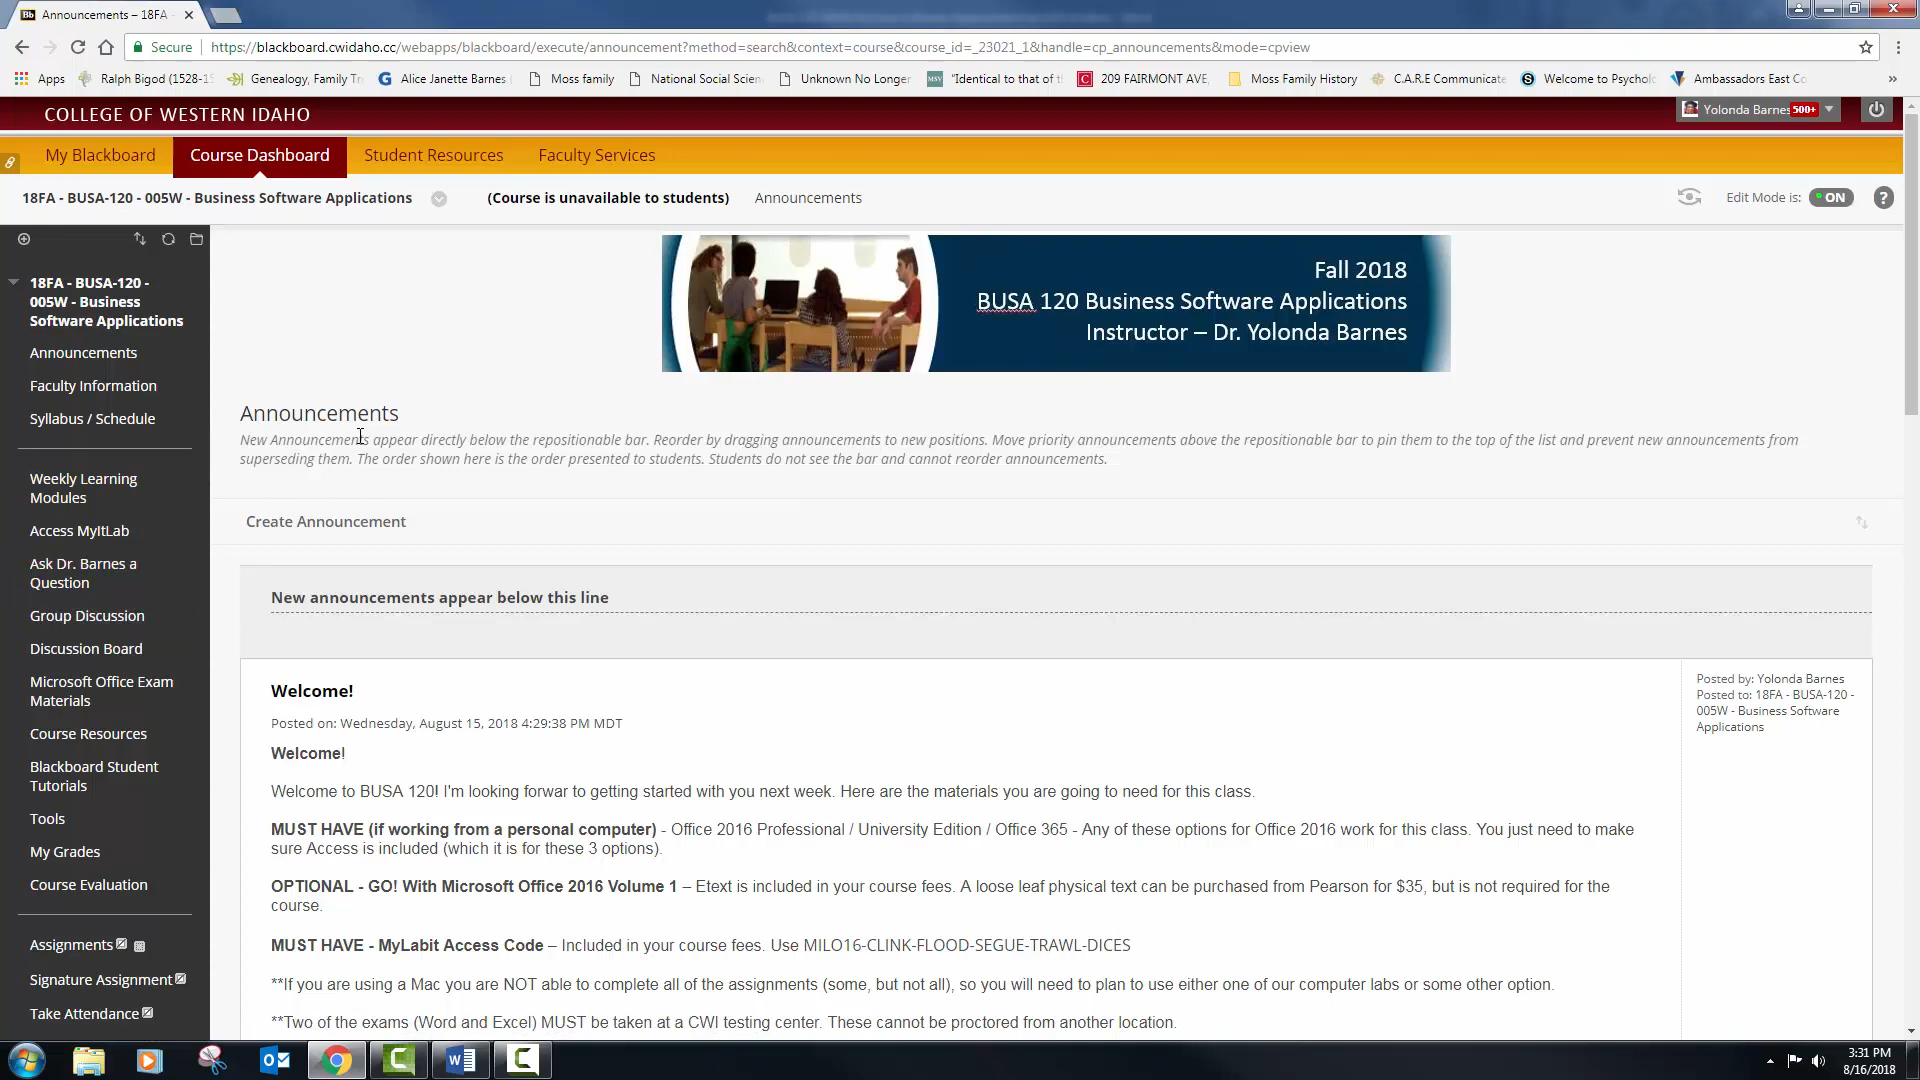 Announcements – 18FA
Secure https://blackboard.cwidaho.cc/webapps/blackboard/execute/announcement?method=search&context=course&course_id=_23021_1&handle=cp_announcements&mode=cpview
Apps Ralph Bigod (1528-15 Genealogy, Family Tr Alice Janette Barnes Moss family National Social Scien Unknown No Longer "Identical to that of t 209 FAIRMONT AVE, Moss Family History C.A.R.E Communicate Welcome to Psycholo Ambassadors East Co »
COLLEGE OF WESTERN IDAHO
Yolonda Barnes 500+
My Blackboard Course Dashboard Student Resources Faculty Services
18FA - BUSA-120 - 005W - Business Software Applications (Course is unavailable to students) Announcements Edit Mode is: ON ?
18FA - BUSA-120 -
005W - Business
Software Applications
Announcements
Faculty Information
Syllabus / Schedule
Weekly Learning
Modules
Access MyItLab
Ask Dr. Barnes a
Question
Group Discussion
Discussion Board
Microsoft Office Exam
Materials
Course Resources
Blackboard Student
Tutorials
Tools
My Grades
Course Evaluation
Assignments
Signature Assignment
Take Attendance
Fall 2018
BUSA 120 Business Software Applications
Instructor – Dr. Yolonda Barnes
Announcements
New Announcements appear directly below the repositionable bar. Reorder by dragging announcements to new positions. Move priority announcements above the repositionable bar to pin them to the top of the list and prevent new announcements from
superseding them. The order shown here is the order presented to students. Students do not see the bar and cannot reorder announcements.
Create Announcement
New announcements appear below this line
Welcome!
Posted on: Wednesday, August 15, 2018 4:29:38 PM MDT
Welcome!
Welcome to BUSA 120! I'm looking forwar to getting started with you next week. Here are the materials you are going to need for this class.
MUST HAVE (if working from a personal computer) - Office 2016 Professional / University Edition / Office 365 - Any of these options for Office 2016 work for this class. You just need to make
sure Access is included (which it is for these 3 options).
OPTIONAL - GO! With Microsoft Office 2016 Volume 1 – Etext is included in your course fees. A loose leaf physical text can be purchased from Pearson for $35, but is not required for the
course.
MUST HAVE - MyLabit Access Code – Included in your course fees. Use MILO16-CLINK-FLOOD-SEGUE-TRAWL-DICES
**If you are using a Mac you are NOT able to complete all of the assignments (some, but not all), so you will need to plan to use either one of our computer labs or some other option.
**Two of the exams (Word and Excel) MUST be taken at a CWI testing center. These cannot be proctored from another location.
Posted by: Yolonda Barnes
Posted to: 18FA - BUSA-120 -
005W - Business Software
Applications
3:31 PM
8/16/2018